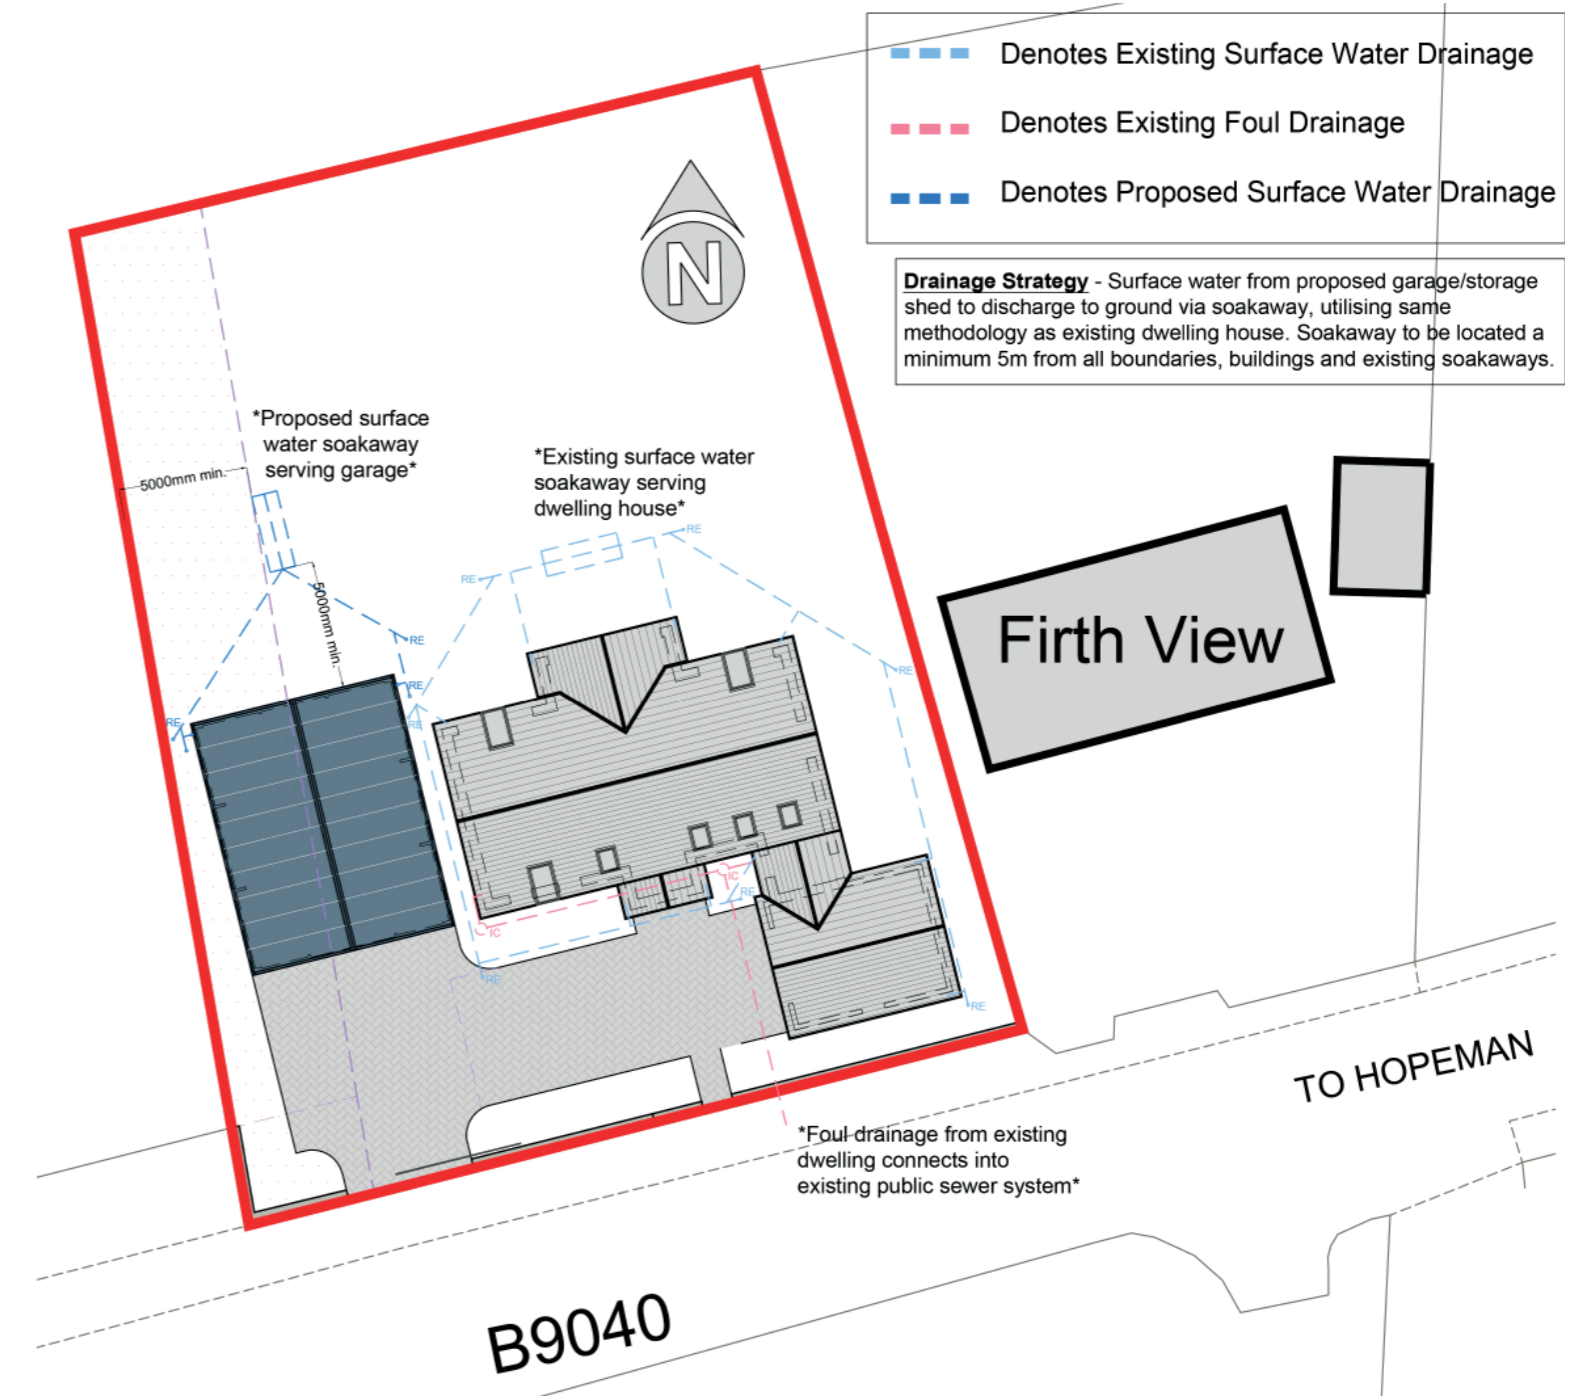 Denotes Existing Surface Water Drainage
Denotes Existing Foul Drainage
Denotes Proposed Surface Water Drainage
Drainage Strategy - Surface water from proposed garage/storage
shed to discharge to ground via soakaway, utilising same
methodology as existing dwelling house. Soakaway to be located a
minimum 5m from all boundaries, buildings and existing soakaways.
N
*Proposed surface
water soakaway
serving garage*
*Existing surface water
soakaway serving
dwelling house*
5000mm min.
5000mm min.
RE
RE
RE
RE
RE
RE
RE
Firth View
IC
RE
IC
RE
RE
TO HOPEMAN
*Foul drainage from existing
dwelling connects into
existing public sewer system*
B9040